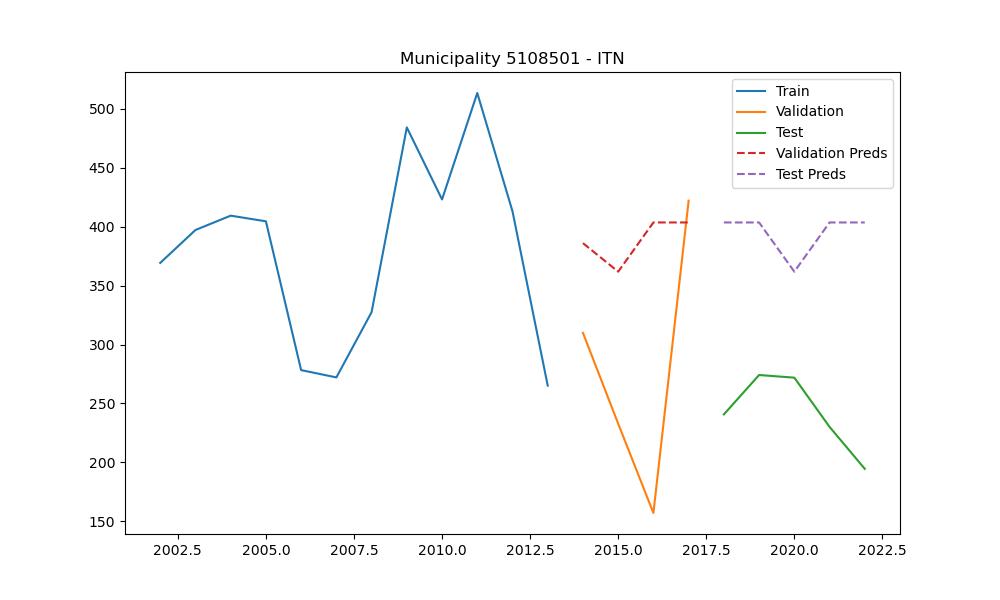 Municipality 5108501 - ITN
Train
Validation
Test
Validation Preds
Test Preds
500
450
400
350
300
250
200
150
2002.5 2005.0 2007.5 2010.0 2012.5 2015.0 2017.5 2020.0 2022.5